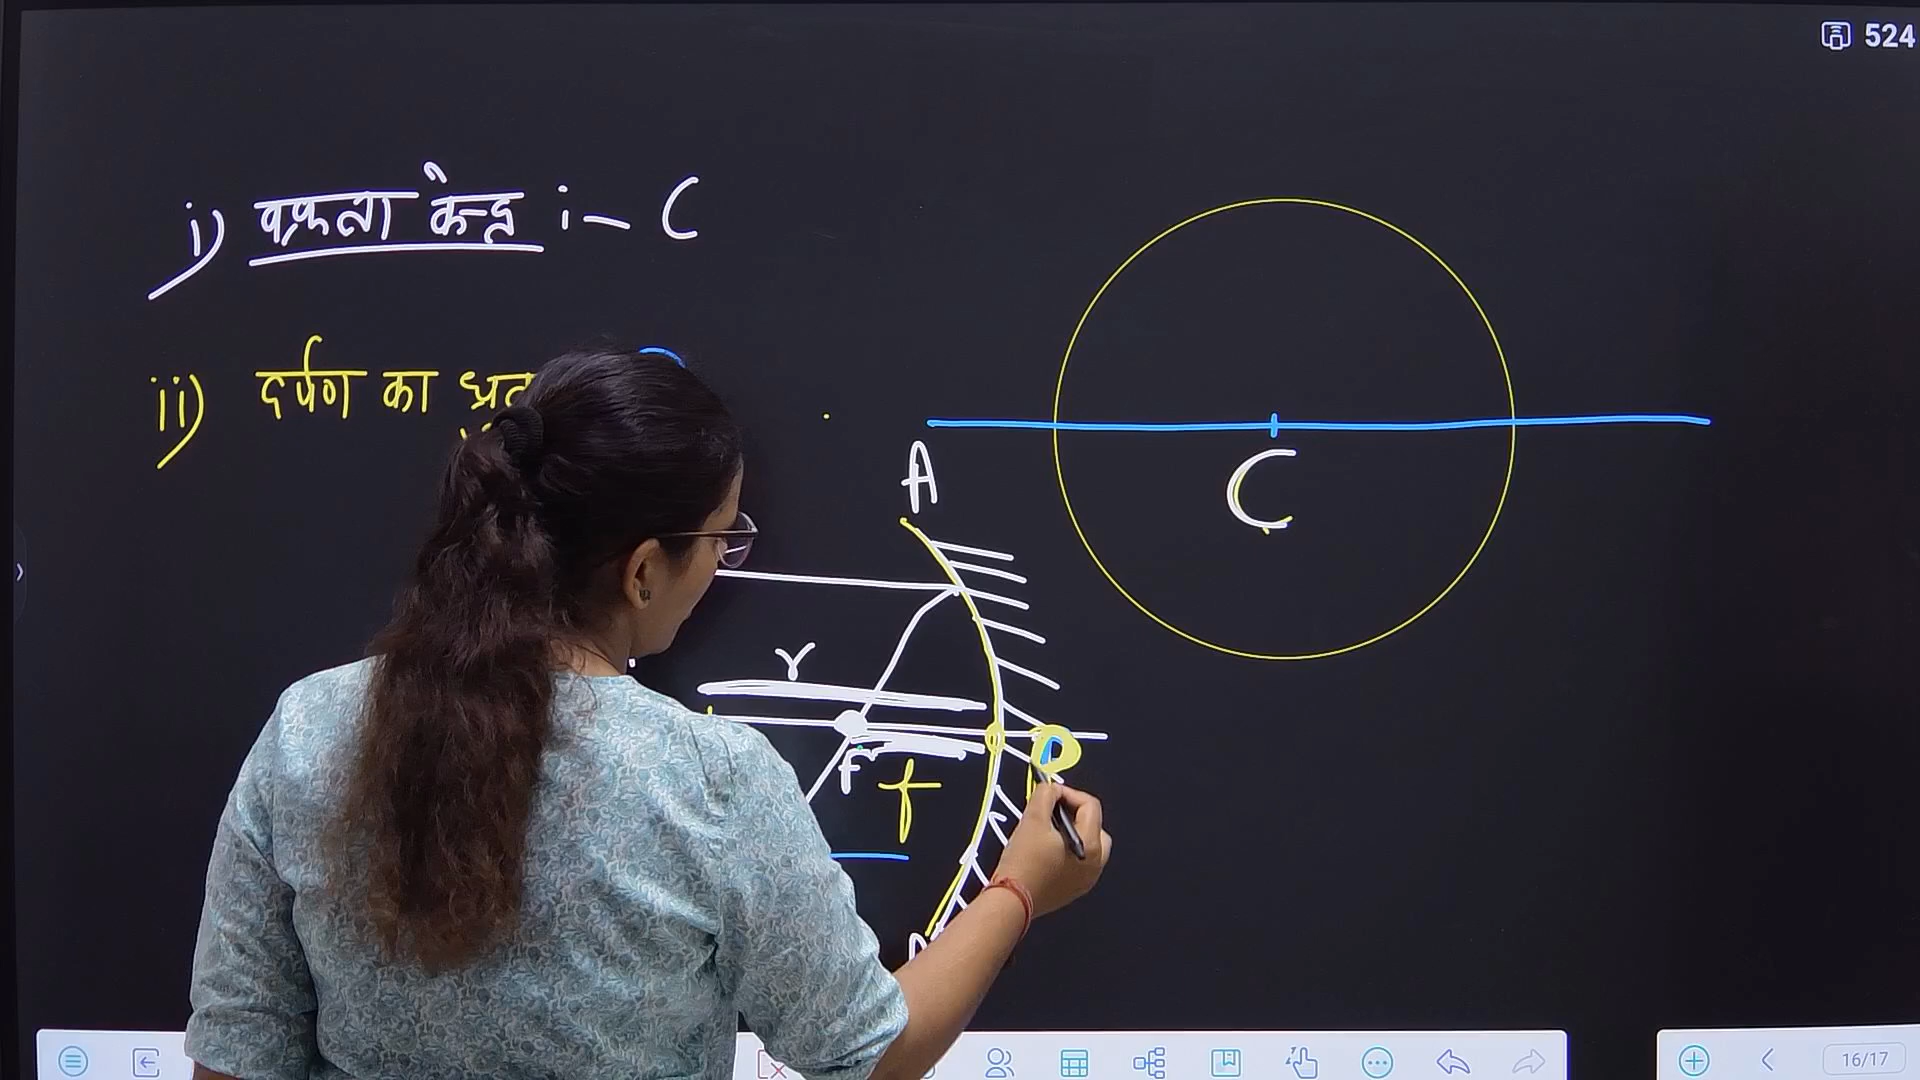 524
i) वक्रता केन्द्र :- C
ii) दर्पण का
C
A
r
F
f
P
16/17